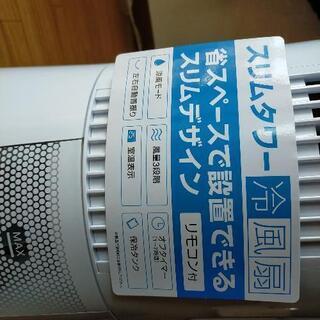 スリムタワー
冷風扇
省スペースで設置できる
スリムデザイン
リモコン付
涼風モード
風量3段階
オフタイマー
左右自動首振り
室温表示
保冷タンク
MAX